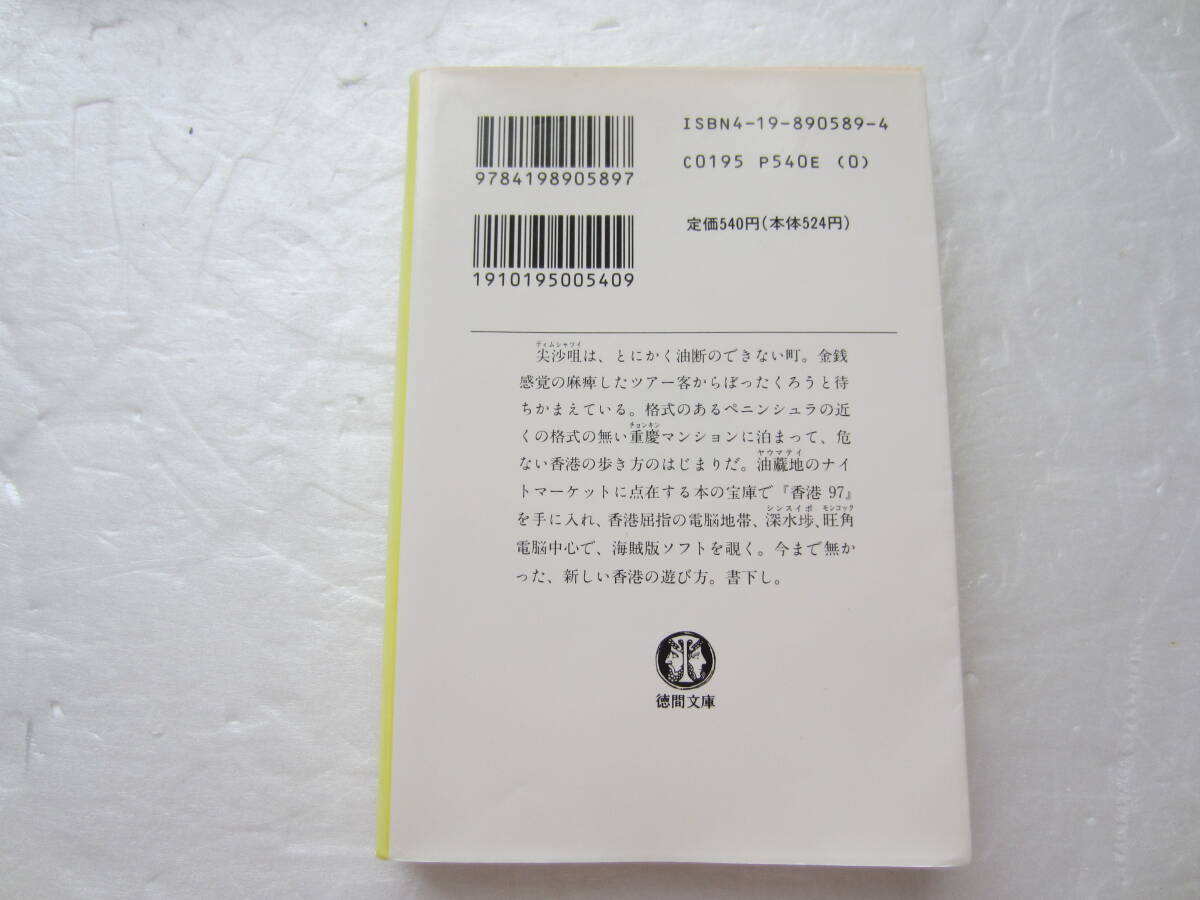 ISBN4-19-890589-4
C0195 P540E (0)
9784198905897
定価540円(本体524円)
1910195005409
ティムシャツイ
尖沙咀は、とにかく油断のできない町。金銭
感覚の麻痺したツアー客からぼったくろうと待
ちかまえている。格式のあるペニンシュラの近
チョンキン
くの格式の無い重慶マンションに泊まって、危
ヤウマテイ
ない香港の歩き方のはじまりだ。油蔴地のナイ
トマーケットに点在する本の宝庫で『香港 97』
シンスイポ モンコック
を手に入れ、香港屈指の電脳地帯、深水埗、旺角
電脳中心で、海賊版ソフトを覗く。今まで無か
った、新しい香港の遊び方。書下し。
徳間文庫